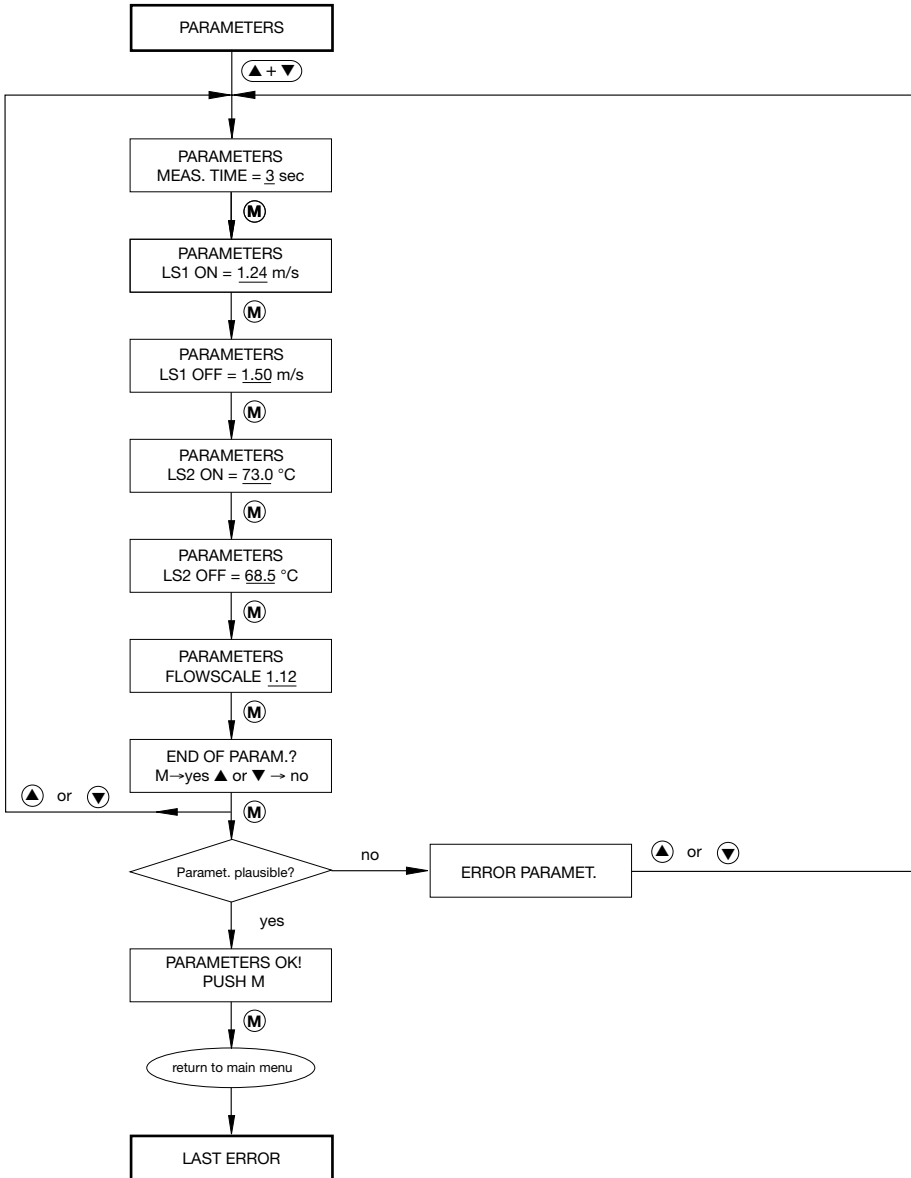 PARAMETERS
▲ + ▼
PARAMETERS
MEAS. TIME = 3 sec
M
PARAMETERS
LS1 ON = 1.24 m/s
M
PARAMETERS
LS1 OFF = 1.50 m/s
M
PARAMETERS
LS2 ON = 73.0 °C
M
PARAMETERS
LS2 OFF = 68.5 °C
M
PARAMETERS
FLOWSCALE 1.12
M
END OF PARAM.?
M→yes ▲ or ▼ → no
▲ or ▼
M
Paramet. plausible?
no
ERROR PARAMET.
▲ or ▼
yes
PARAMETERS OK!
PUSH M
M
return to main menu
LAST ERROR